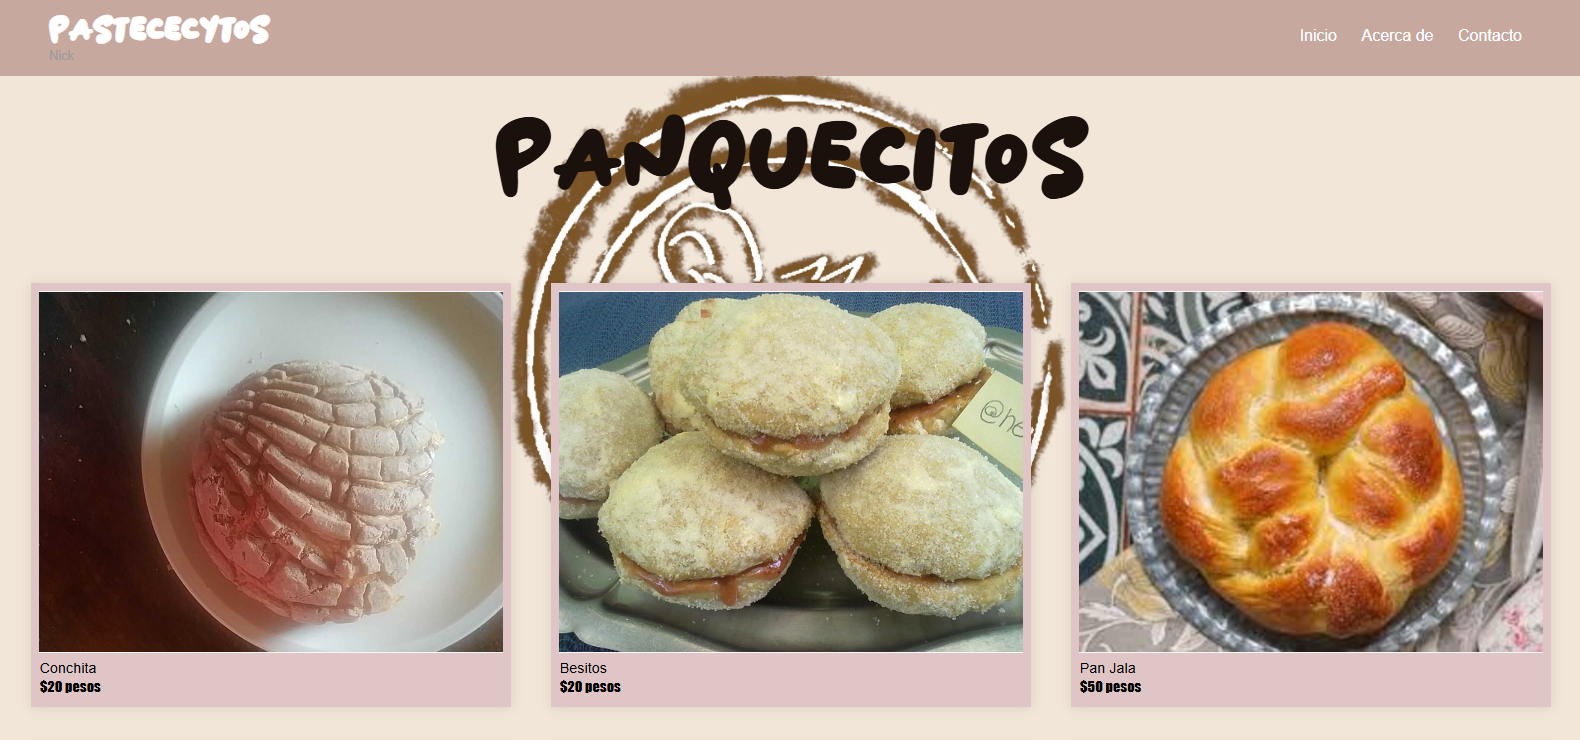 PASTECECYTOS
Nick
Inicio Acerca de Contacto
PANQUECITOS
@he
Conchita
$20 pesos
Besitos
$20 pesos
Pan Jala
$50 pesos